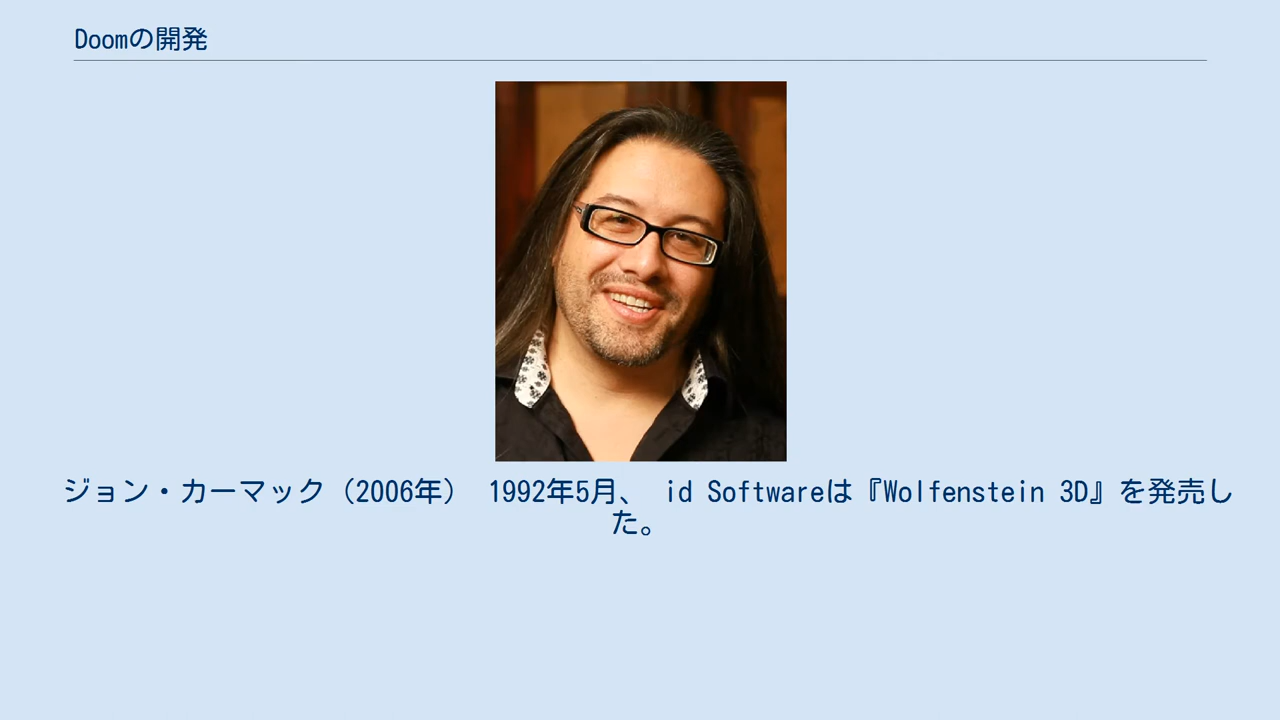 Doomの開発
ジョン・カーマック（2006年） 1992年5月、 id Softwareは『Wolfenstein 3D』を発売し
た。